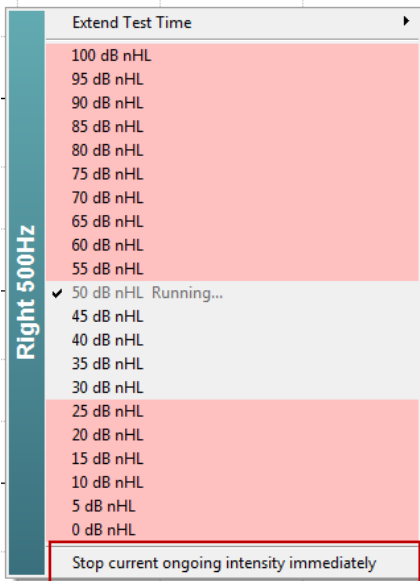 Extend Test Time
100 dB nHL
95 dB nHL
90 dB nHL
85 dB nHL
80 dB nHL
75 dB nHL
70 dB nHL
65 dB nHL
60 dB nHL
55 dB nHL
50 dB nHL Running...
45 dB nHL
40 dB nHL
35 dB nHL
30 dB nHL
25 dB nHL
20 dB nHL
15 dB nHL
10 dB nHL
5 dB nHL
0 dB nHL
Stop current ongoing intensity immediately
Right 500Hz